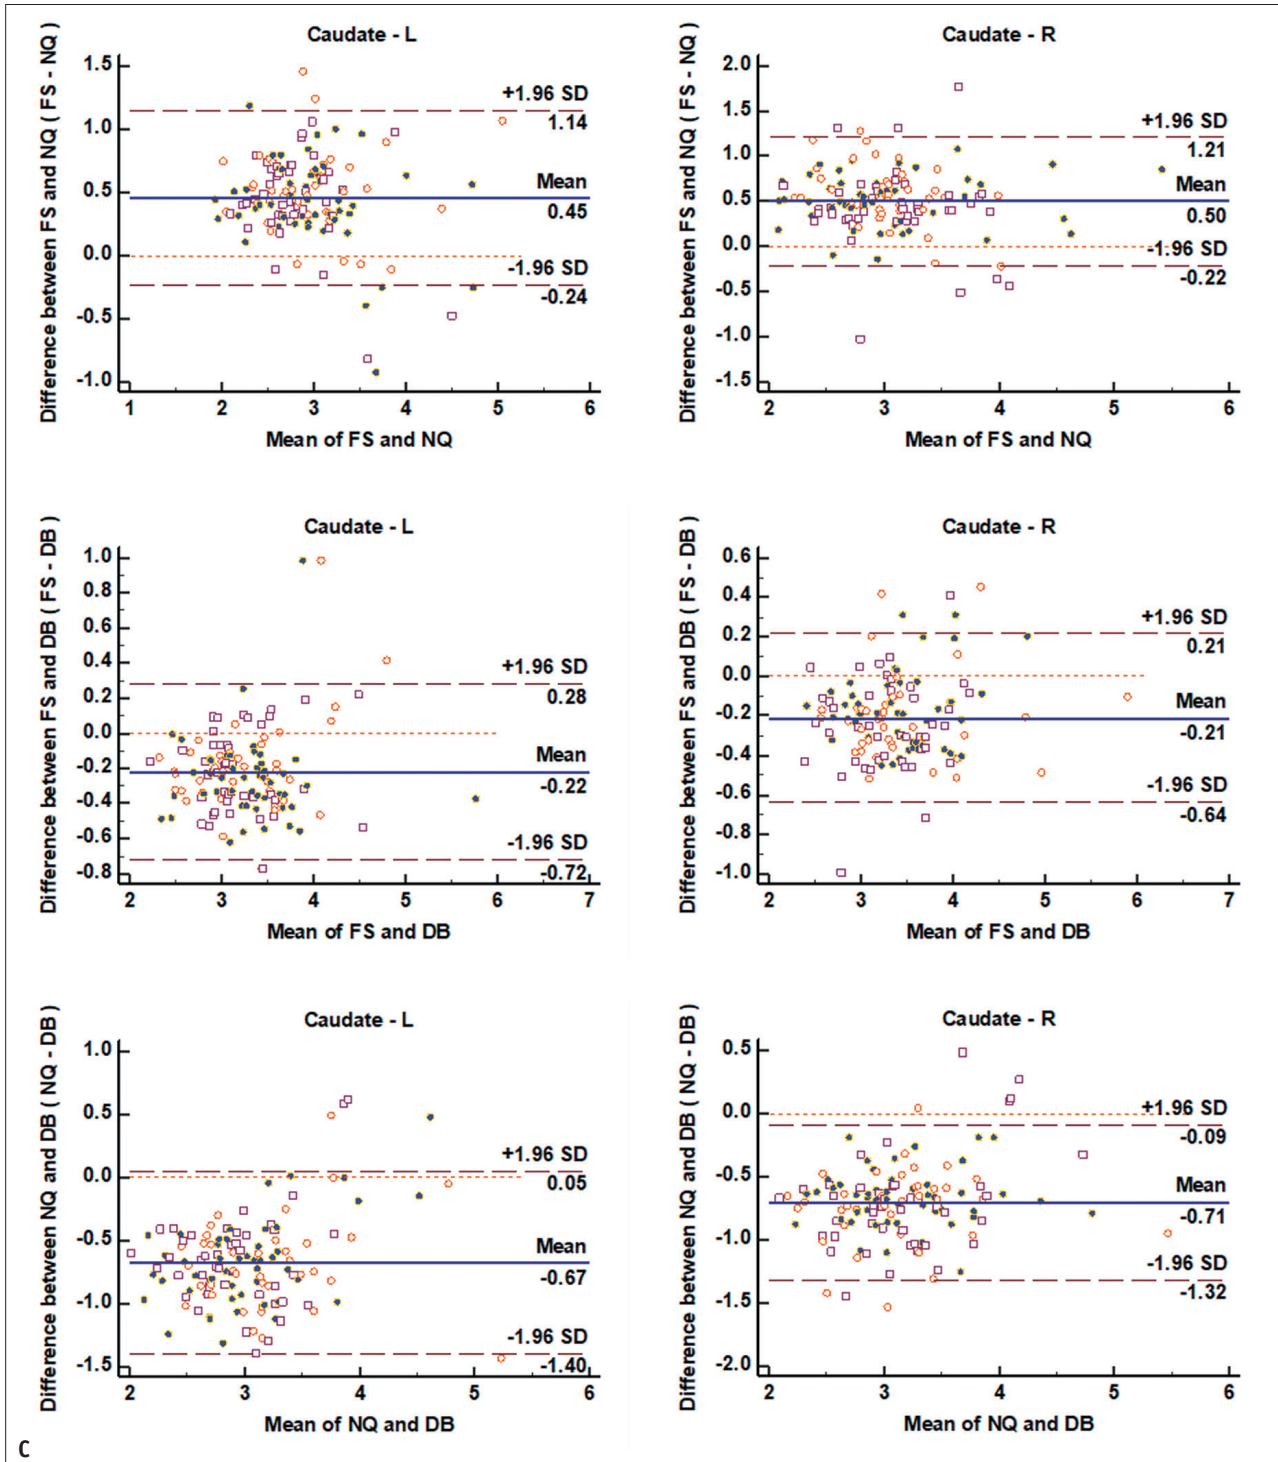 Caudate - L
Difference between FS and NQ ( FS - NQ )
1.5
1.0
0.5
0.0
-0.5
-1.0
+1.96 SD
1.14
Mean
0.45
-1.96 SD
-0.24
1 2 3 4 5 6
Mean of FS and NQ
Caudate - R
Difference between FS and NQ ( FS - NQ )
2.0
1.5
1.0
0.5
0.0
-0.5
-1.0
-1.5
+1.96 SD
1.21
Mean
0.50
-1.96 SD
-0.22
2 3 4 5 6
Mean of FS and NQ
Caudate - L
Difference between FS and DB ( FS - DB )
1.0
0.8
0.6
0.4
0.2
0.0
-0.2
-0.4
-0.6
-0.8
+1.96 SD
0.28
Mean
-0.22
-1.96 SD
-0.72
2 3 4 5 6 7
Mean of FS and DB
Caudate - R
Difference between FS and DB ( FS - DB )
0.6
0.4
0.2
0.0
-0.2
-0.4
-0.6
-0.8
-1.0
+1.96 SD
0.21
Mean
-0.21
-1.96 SD
-0.64
2 3 4 5 6 7
Mean of FS and DB
Caudate - L
Difference between NQ and DB ( NQ - DB )
1.0
0.5
0.0
-0.5
-1.0
-1.5
+1.96 SD
0.05
Mean
-0.67
-1.96 SD
-1.40
2 3 4 5 6
Mean of NQ and DB
Caudate - R
Difference between NQ and DB ( NQ - DB )
0.5
0.0
-0.5
-1.0
-1.5
-2.0
+1.96 SD
-0.09
Mean
-0.71
-1.96 SD
-1.32
2 3 4 5 6
Mean of NQ and DB
C